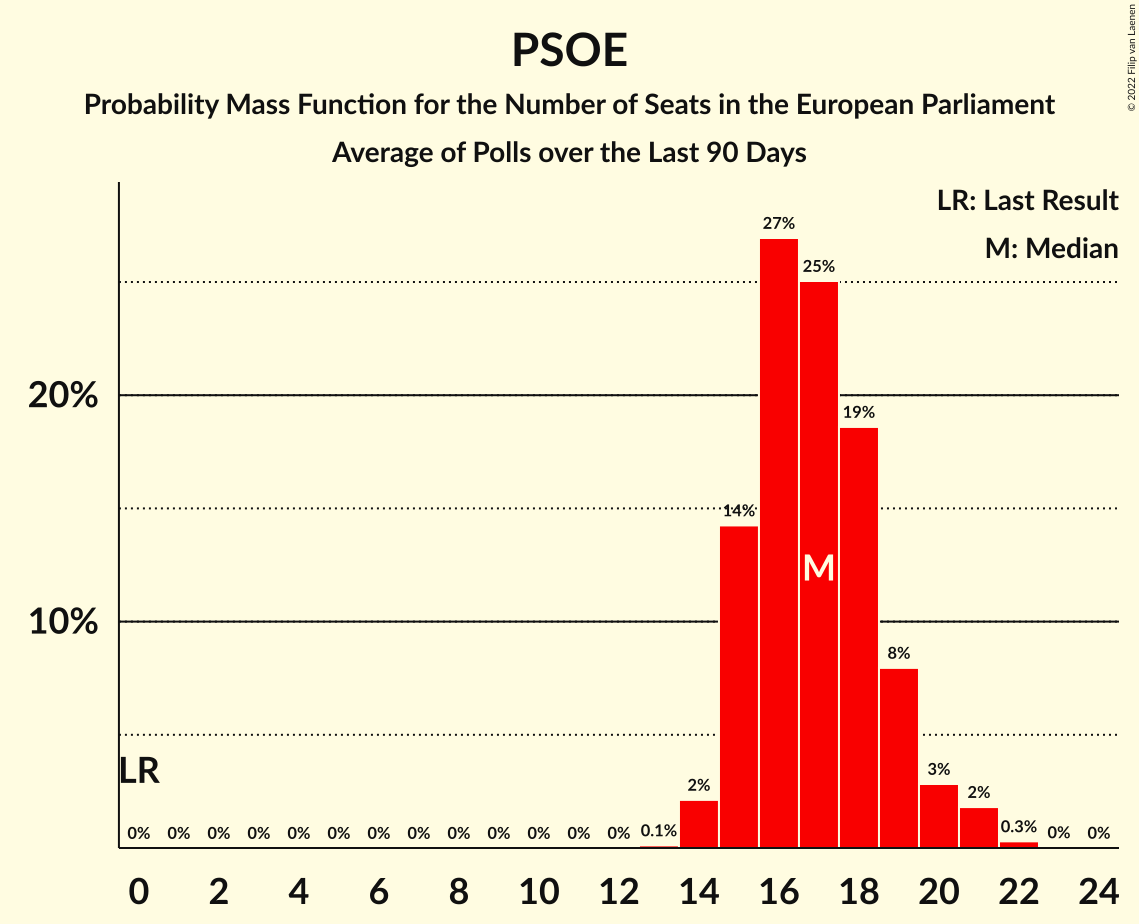 PSOE
Probability Mass Function for the Number of Seats in the European Parliament
Average of Polls over the Last 90 Days
© 2022 Filip van Laenen
LR: Last Result
M: Median
27%
25%
20%
19%
14%
M
10%
8%
LR
3%
2%
2%
0% 0% 0% 0% 0% 0% 0% 0% 0% 0% 0% 0% 0% 0.1% 0.3% 0% 0%
0 2 4 6 8 10 12 14 16 18 20 22 24